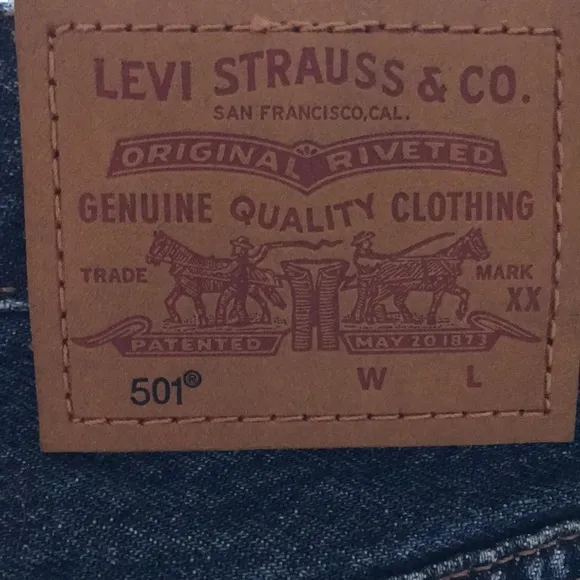 LEVI STRAUSS & CO.
SAN FRANCISCO, CAL.
ORIGINAL RIVETED
GENUINE QUALITY CLOTHING
TRADE MARK
XX
PATENTED MAY 20 1873
501® W L